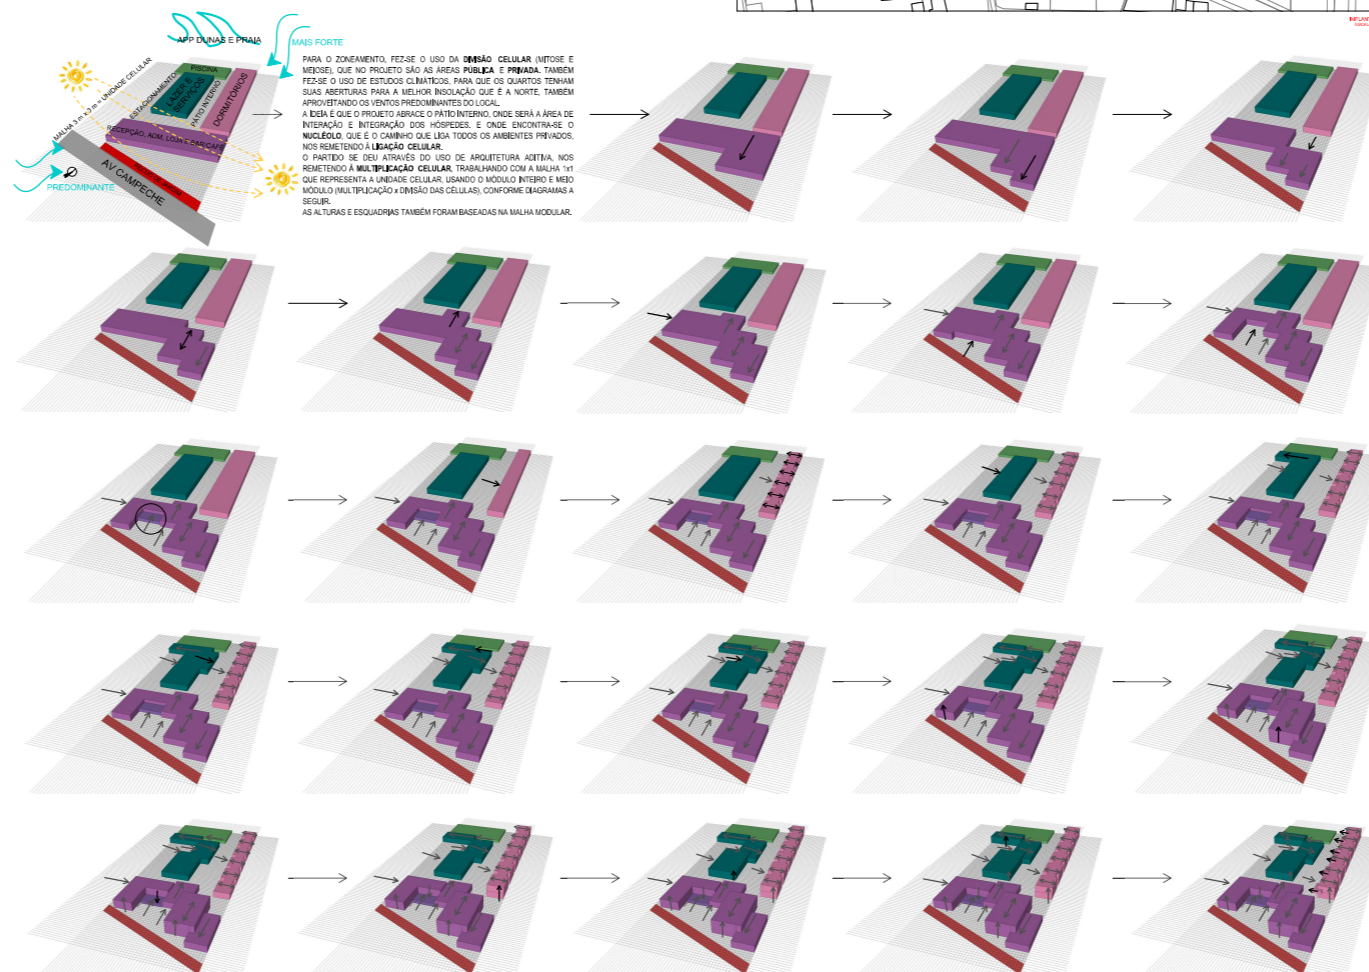 APP DUNAS E PRAIA
MAIS FORTE
PISCINA
LAZER E
SERVIÇOS
ESTACIONAMENTO
PÁTIO INTERNO
DORMITÓRIOS
MALHA 3 m x 3 m = UNIDADE CELULAR
RECEPÇÃO, ADM, LOJA E BAR/CAFÉ
AV CAMPECHE
PREDOMINANTE
PARA O ZONEAMENTO, FEZ-SE O USO DA DIVISÃO CELULAR (MITOSE E
MEIOSE), QUE NO PROJETO SÃO AS ÁREAS PÚBLICA E PRIVADA. TAMBÉM
FEZ-SE O USO DE ESTUDOS CLIMÁTICOS, PARA QUE OS QUARTOS TENHAM
SUAS ABERTURAS PARA A MELHOR INSOLAÇÃO QUE É A NORTE, TAMBÉM
APROVEITANDO OS VENTOS PREDOMINANTES DO LOCAL.
A IDEIA É QUE O PROJETO ABRACE O PÁTIO INTERNO, ONDE SERÁ A ÁREA DE
INTERAÇÃO E INTEGRAÇÃO DOS HÓSPEDES. E ONDE ENCONTRA-SE O
NUCLÉOLO, QUE É O CAMINHO QUE LIGA TODOS OS AMBIENTES PRIVADOS,
NOS REMETENDO À LIGAÇÃO CELULAR.
O PARTIDO SE DEU ATRAVÉS DO USO DE ARQUITETURA ADITIVA, NOS
REMETENDO À MULTIPLICAÇÃO CELULAR, TRABALHANDO COM A MALHA 1x1
QUE REPRESENTA A UNIDADE CELULAR, USANDO O MÓDULO INTEIRO E MEIO
MÓDULO (MULTIPLICAÇÃO x DIVISÃO DAS CÉLULAS), CONFORME DIAGRAMAS A
SEGUIR.
AS ALTURAS E ESQUADRIAS TAMBÉM FORAM BASEADAS NA MALHA MODULAR.